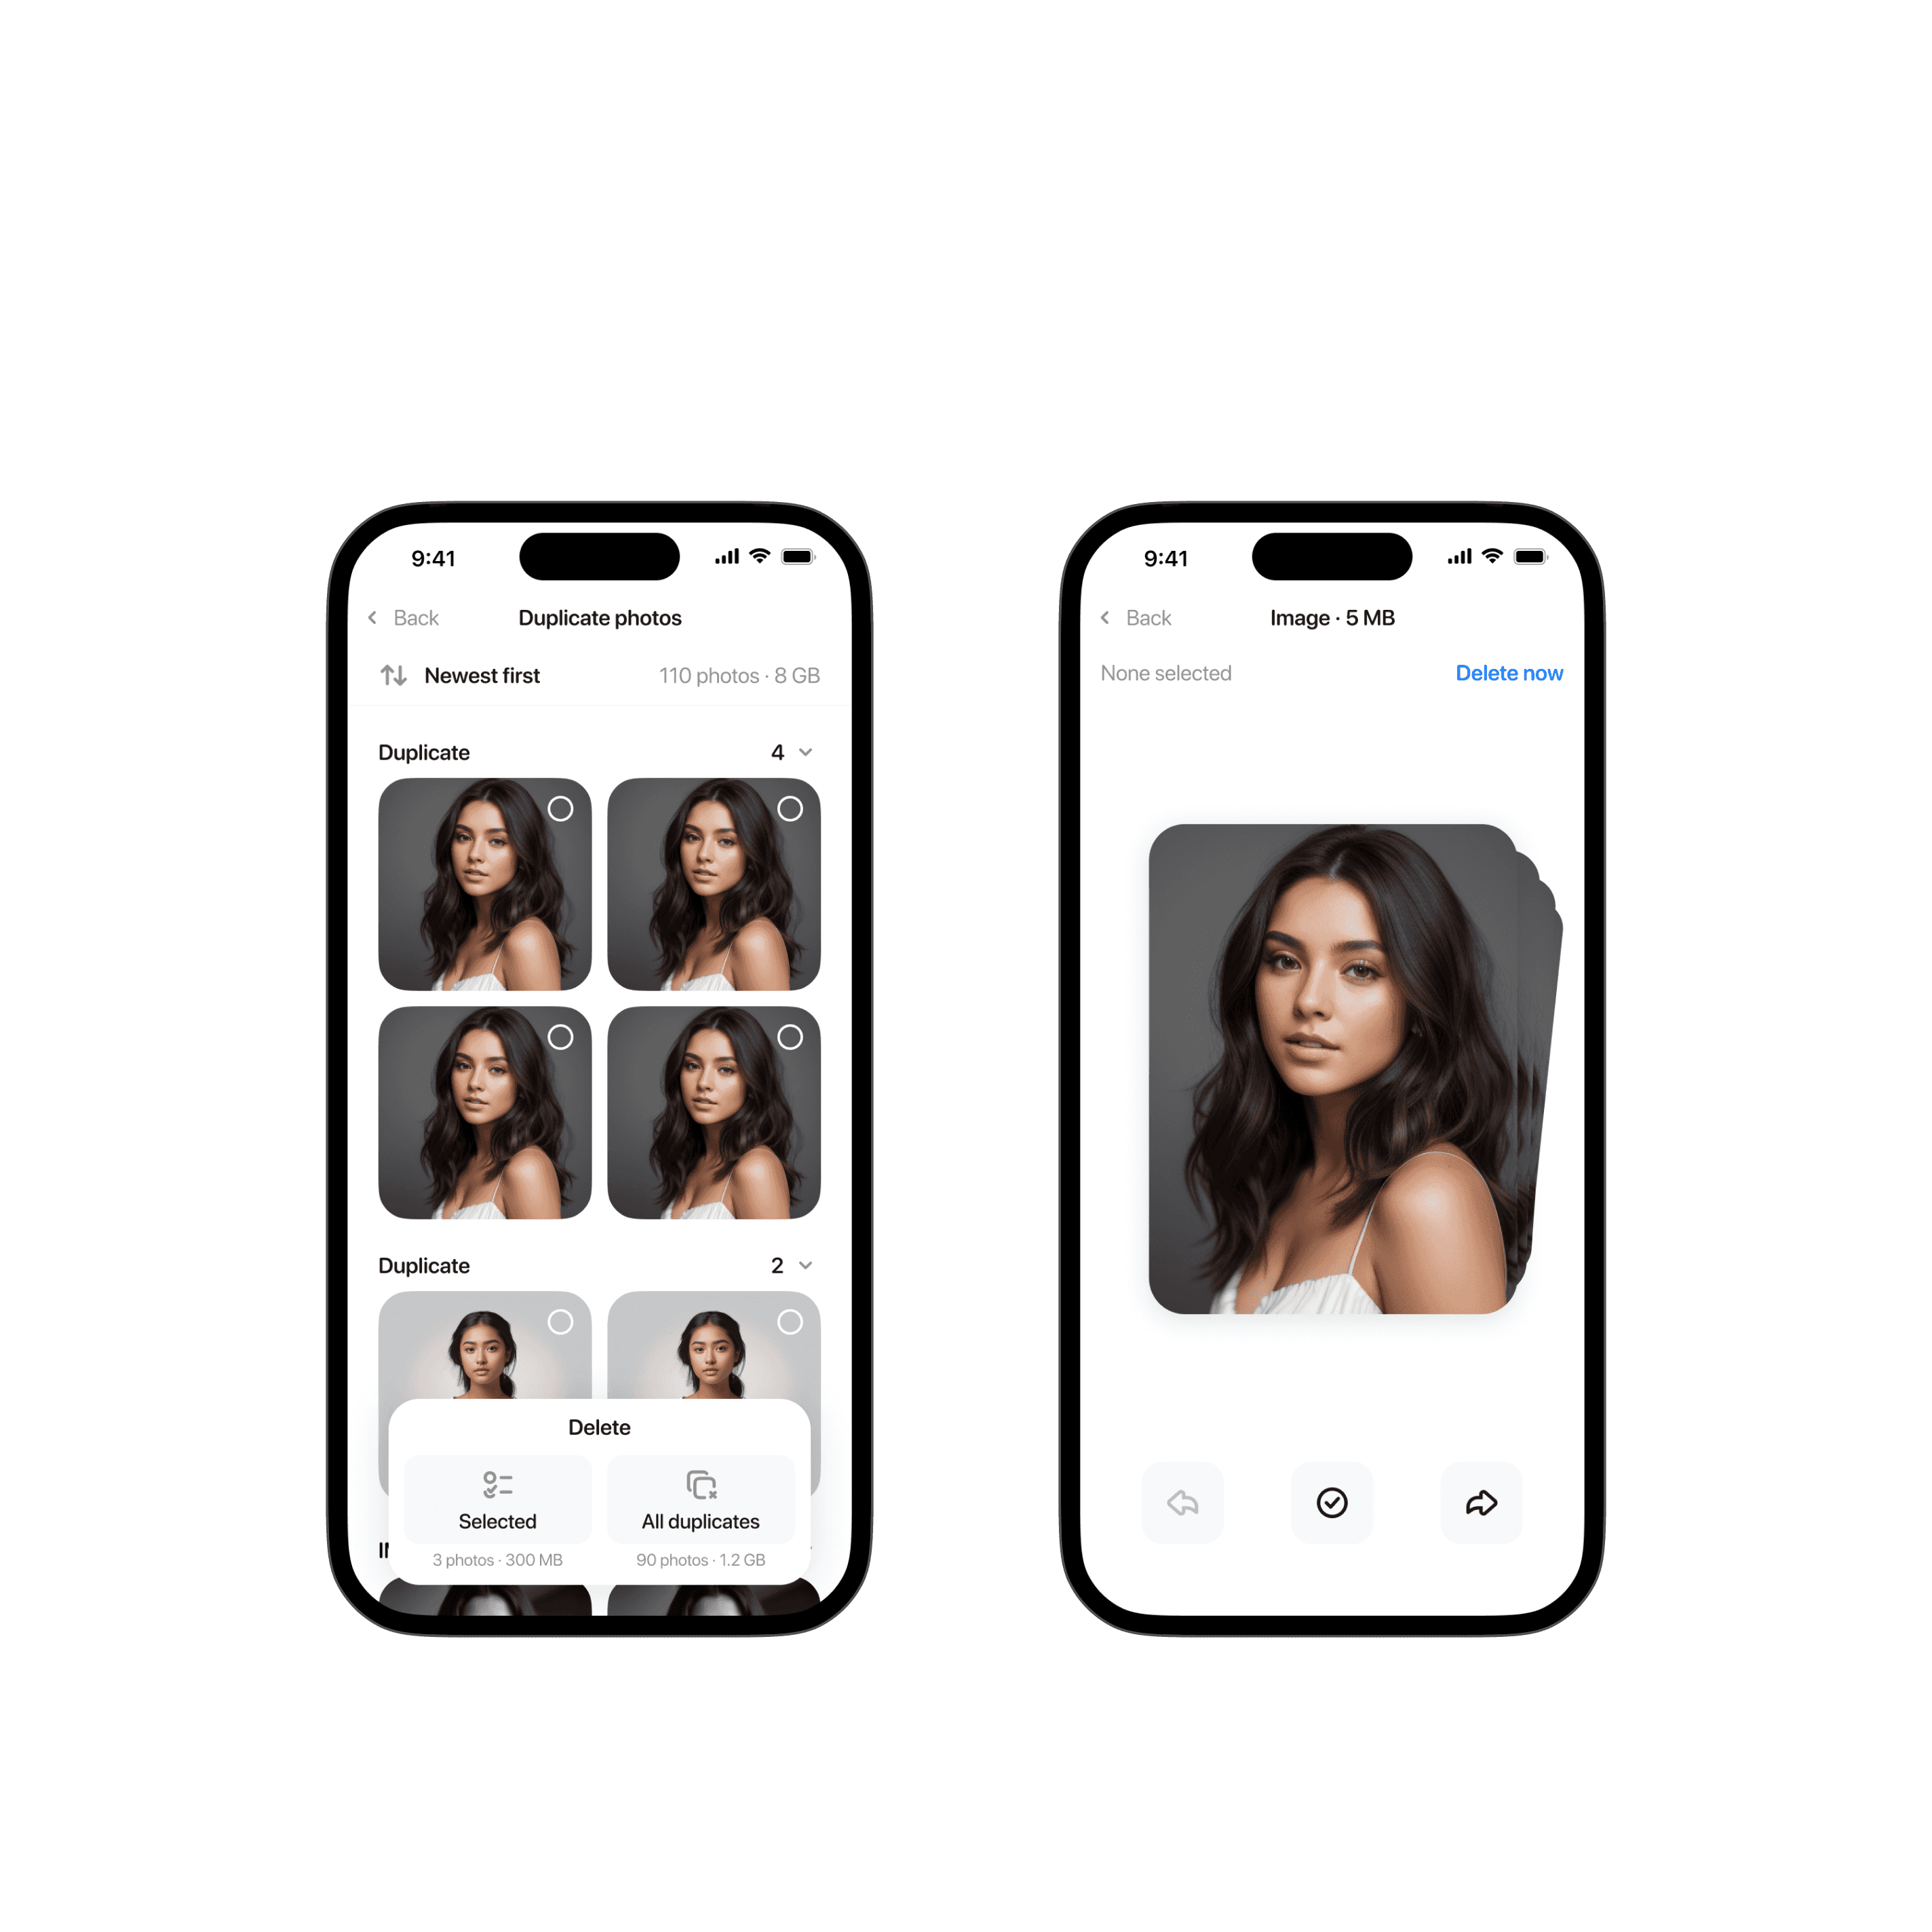 9:41
Back
Duplicate photos
Newest first
110 photos · 8 GB
Duplicate
4
Duplicate
2
Delete
Selected
All duplicates
3 photos · 300 MB
90 photos · 1.2 GB
9:41
Back
Image · 5 MB
None selected
Delete now